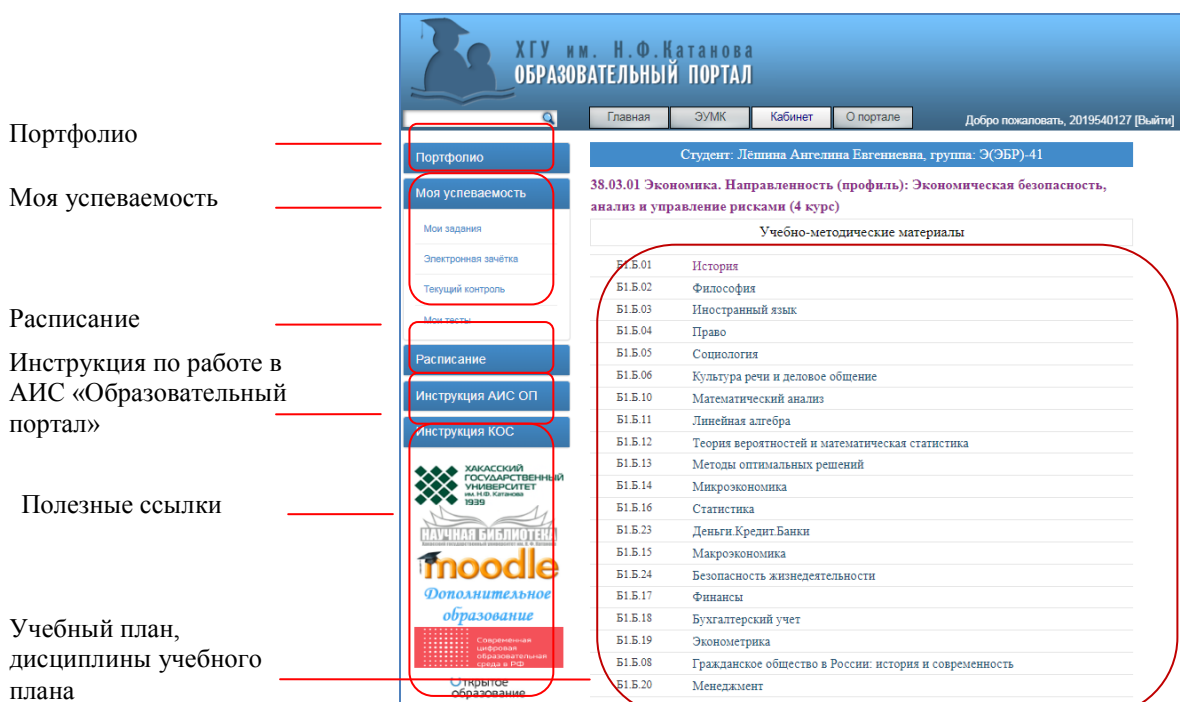 ХГУ им. Н.Ф.Катанова
ОБРАЗОВАТЕЛЬНЫЙ ПОРТАЛ
Главная
ЭУМК
Кабинет
О портале
Добро пожаловать, 2019540127 [Выйти]
Портфолио
Моя успеваемость
Расписание
Инструкция по работе в
АИС «Образовательный
портал»
Полезные ссылки
Учебный план,
дисциплины учебного
плана
Портфолио
Моя успеваемость
Мои задания
Электронная зачётка
Текущий контроль
Мои тесты
Расписание
Инструкция АИС ОП
Инструкция КОС
ХАКАССКИЙ
ГОСУДАРСТВЕННЫЙ
УНИВЕРСИТЕТ
им. Н.Ф. Катанова
1939
НАУЧНАЯ БИБЛИОТЕКА
moodle
Дополнительное
образование
Современная
цифровая
образовательная
среда в РФ
Открытое
образование
Студент: Лёшина Ангелина Евгениевна, группа: Э(ЭБР)-41
38.03.01 Экономика. Направленность (профиль): Экономическая безопасность,
анализ и управление рисками (4 курс)
Учебно-методические материалы
Б1.Б.01 История
Б1.Б.02 Философия
Б1.Б.03 Иностранный язык
Б1.Б.04 Право
Б1.Б.05 Социология
Б1.Б.06 Культура речи и деловое общение
Б1.Б.10 Математический анализ
Б1.Б.11 Линейная алгебра
Б1.Б.12 Теория вероятностей и математическая статистика
Б1.Б.13 Методы оптимальных решений
Б1.Б.14 Микроэкономика
Б1.Б.16 Статистика
Б1.Б.23 Деньги.Кредит.Банки
Б1.Б.15 Макроэкономика
Б1.Б.24 Безопасность жизнедеятельности
Б1.Б.17 Финансы
Б1.Б.18 Бухгалтерский учет
Б1.Б.19 Эконометрика
Б1.Б.08 Гражданское общество в России: история и современность
Б1.Б.20 Менеджмент